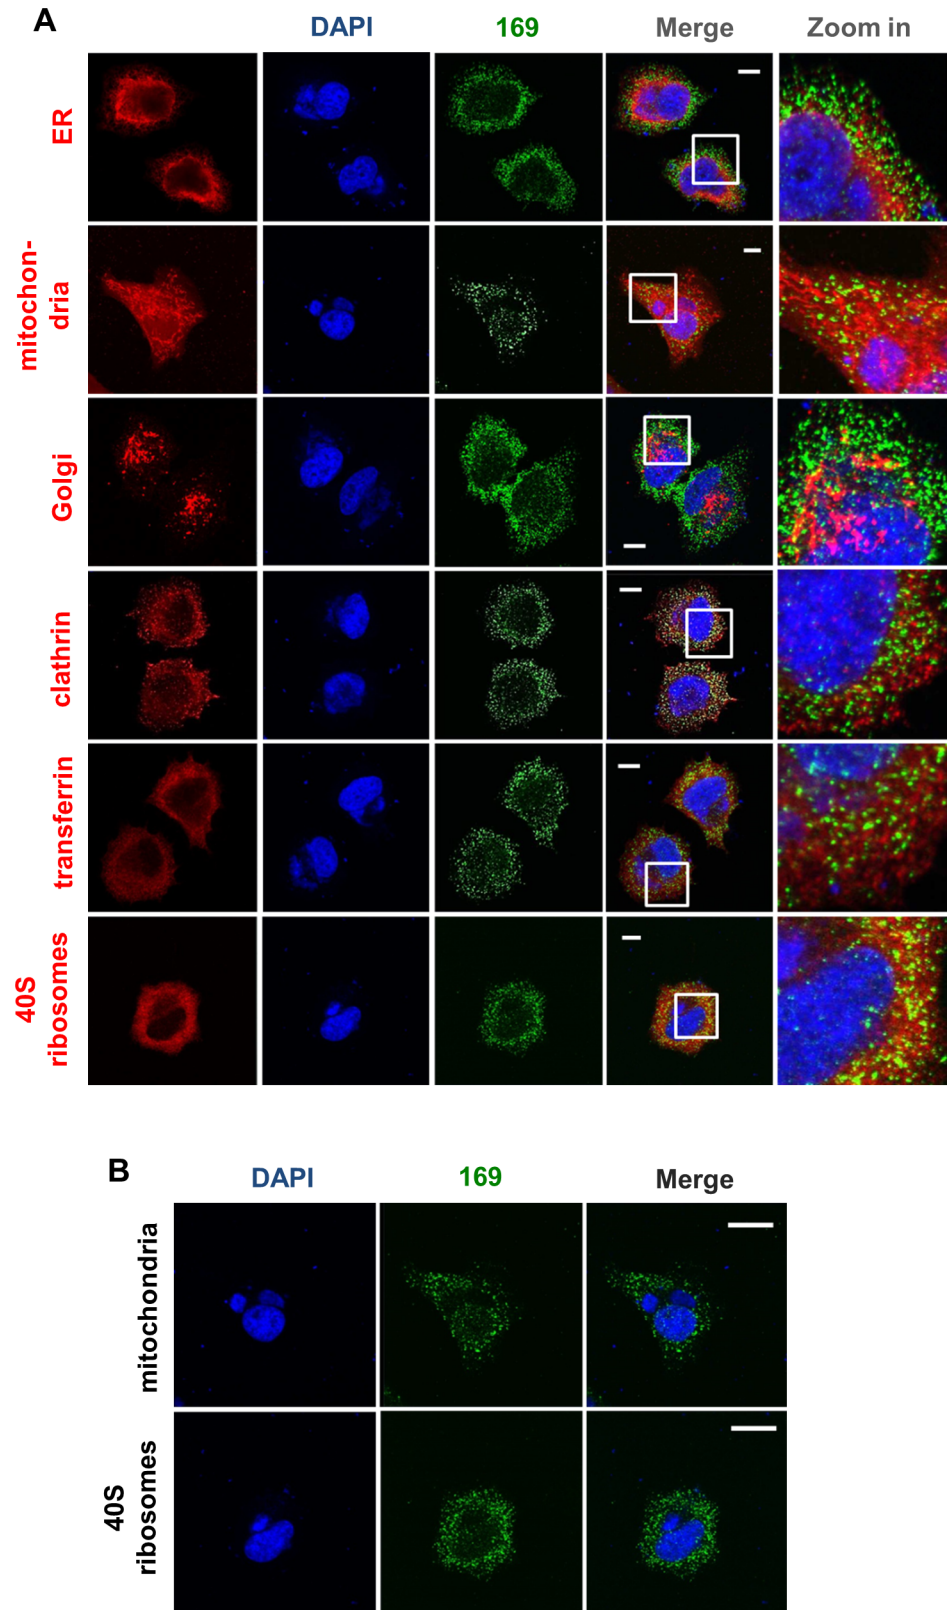 A
DAPI
169
Merge
Zoom in
ER
mitochon-
dria
Golgi
clathrin
transferrin
40S
ribosomes
B
DAPI
169
Merge
mitochondria
40S
ribosomes